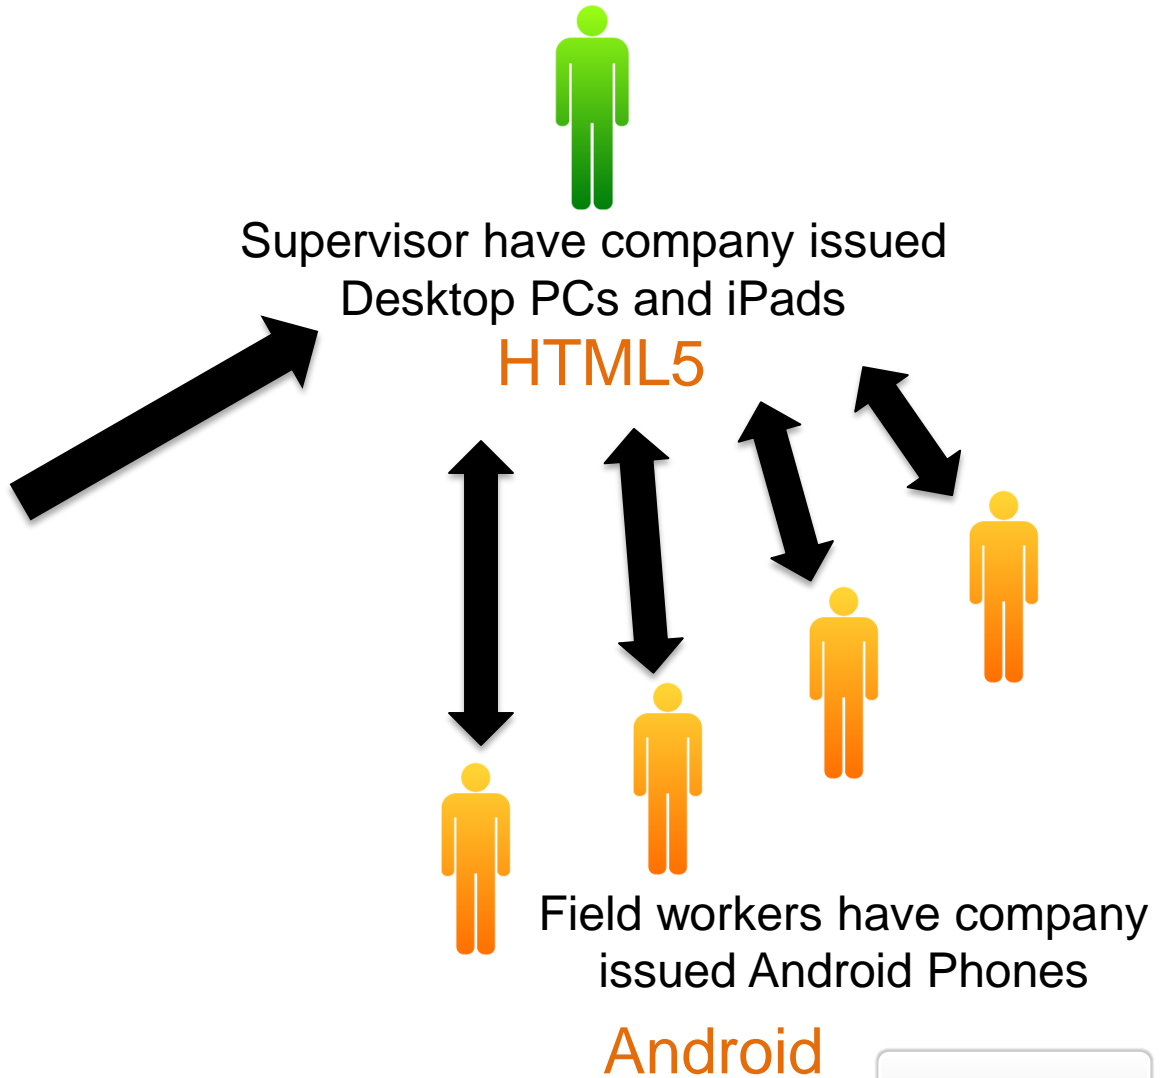 Supervisor have company issued
Desktop PCs and iPads
HTML5
Field workers have company
issued Android Phones
Android